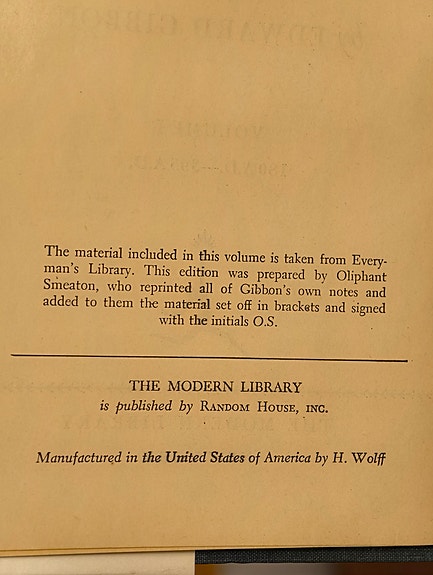 The material included in this volume is taken from Every-
man's Library. This edition was prepared by Oliphant
Smeaton, who reprinted all of Gibbon's own notes and
added to them the material set off in brackets and signed
with the initials O.S.
THE MODERN LIBRARY
is published by RANDOM HOUSE, INC.
Manufactured in the United States of America by H. Wolff